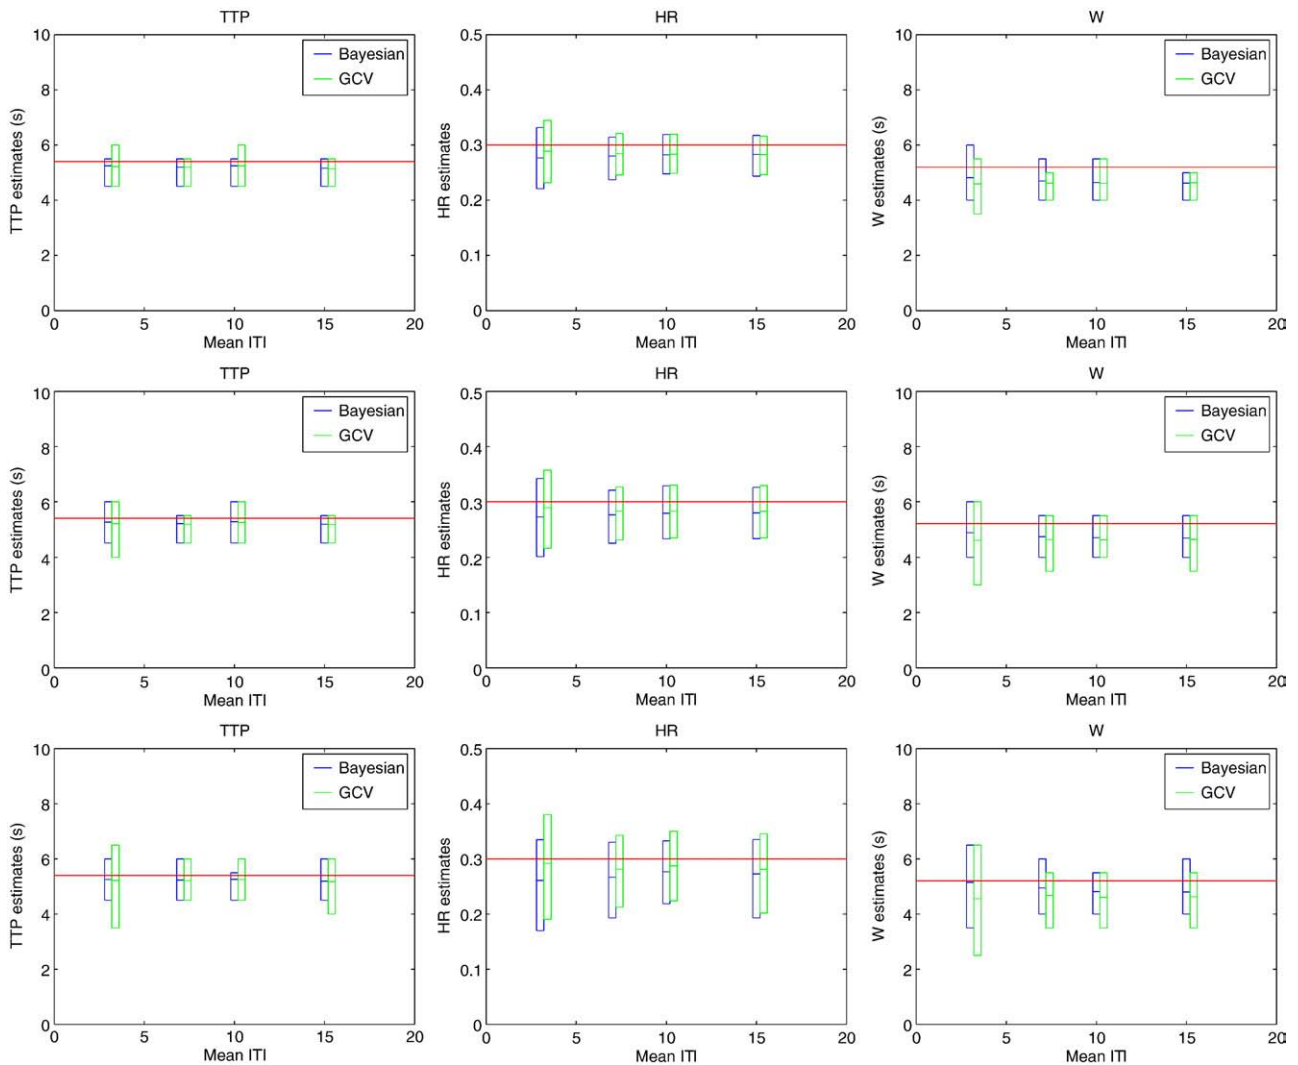 TTP HR W
10 0.5 10
Bayesian Bayesian
GCV GCV
8 0.4 8
6 0.3 6
TTP estimates (s) HR estimates W estimates (s)
4 0.2 4
2 0.1 2
0 0 0
0 5 10 15 20 0 5 10 15 20 0 5 10 15 20
Mean ITI Mean ITI Mean ITI
TTP HR W
10 0.5 10
Bayesian Bayesian
GCV GCV
8 0.4 8
6 0.3 6
TTP estimates (s) HR estimates W estimates (s)
4 0.2 4
2 0.1 2
0 0 0
0 5 10 15 20 0 5 10 15 20 0 5 10 15 20
Mean ITI Mean ITI Mean ITI
TTP HR W
10 0.5 10
Bayesian Bayesian
GCV GCV
8 0.4 8
6 0.3 6
TTP estimates (s) HR estimates W estimates (s)
4 0.2 4
2 0.1 2
0 0 0
0 5 10 15 20 0 5 10 15 20 0 5 10 15 20
Mean ITI Mean ITI Mean ITI